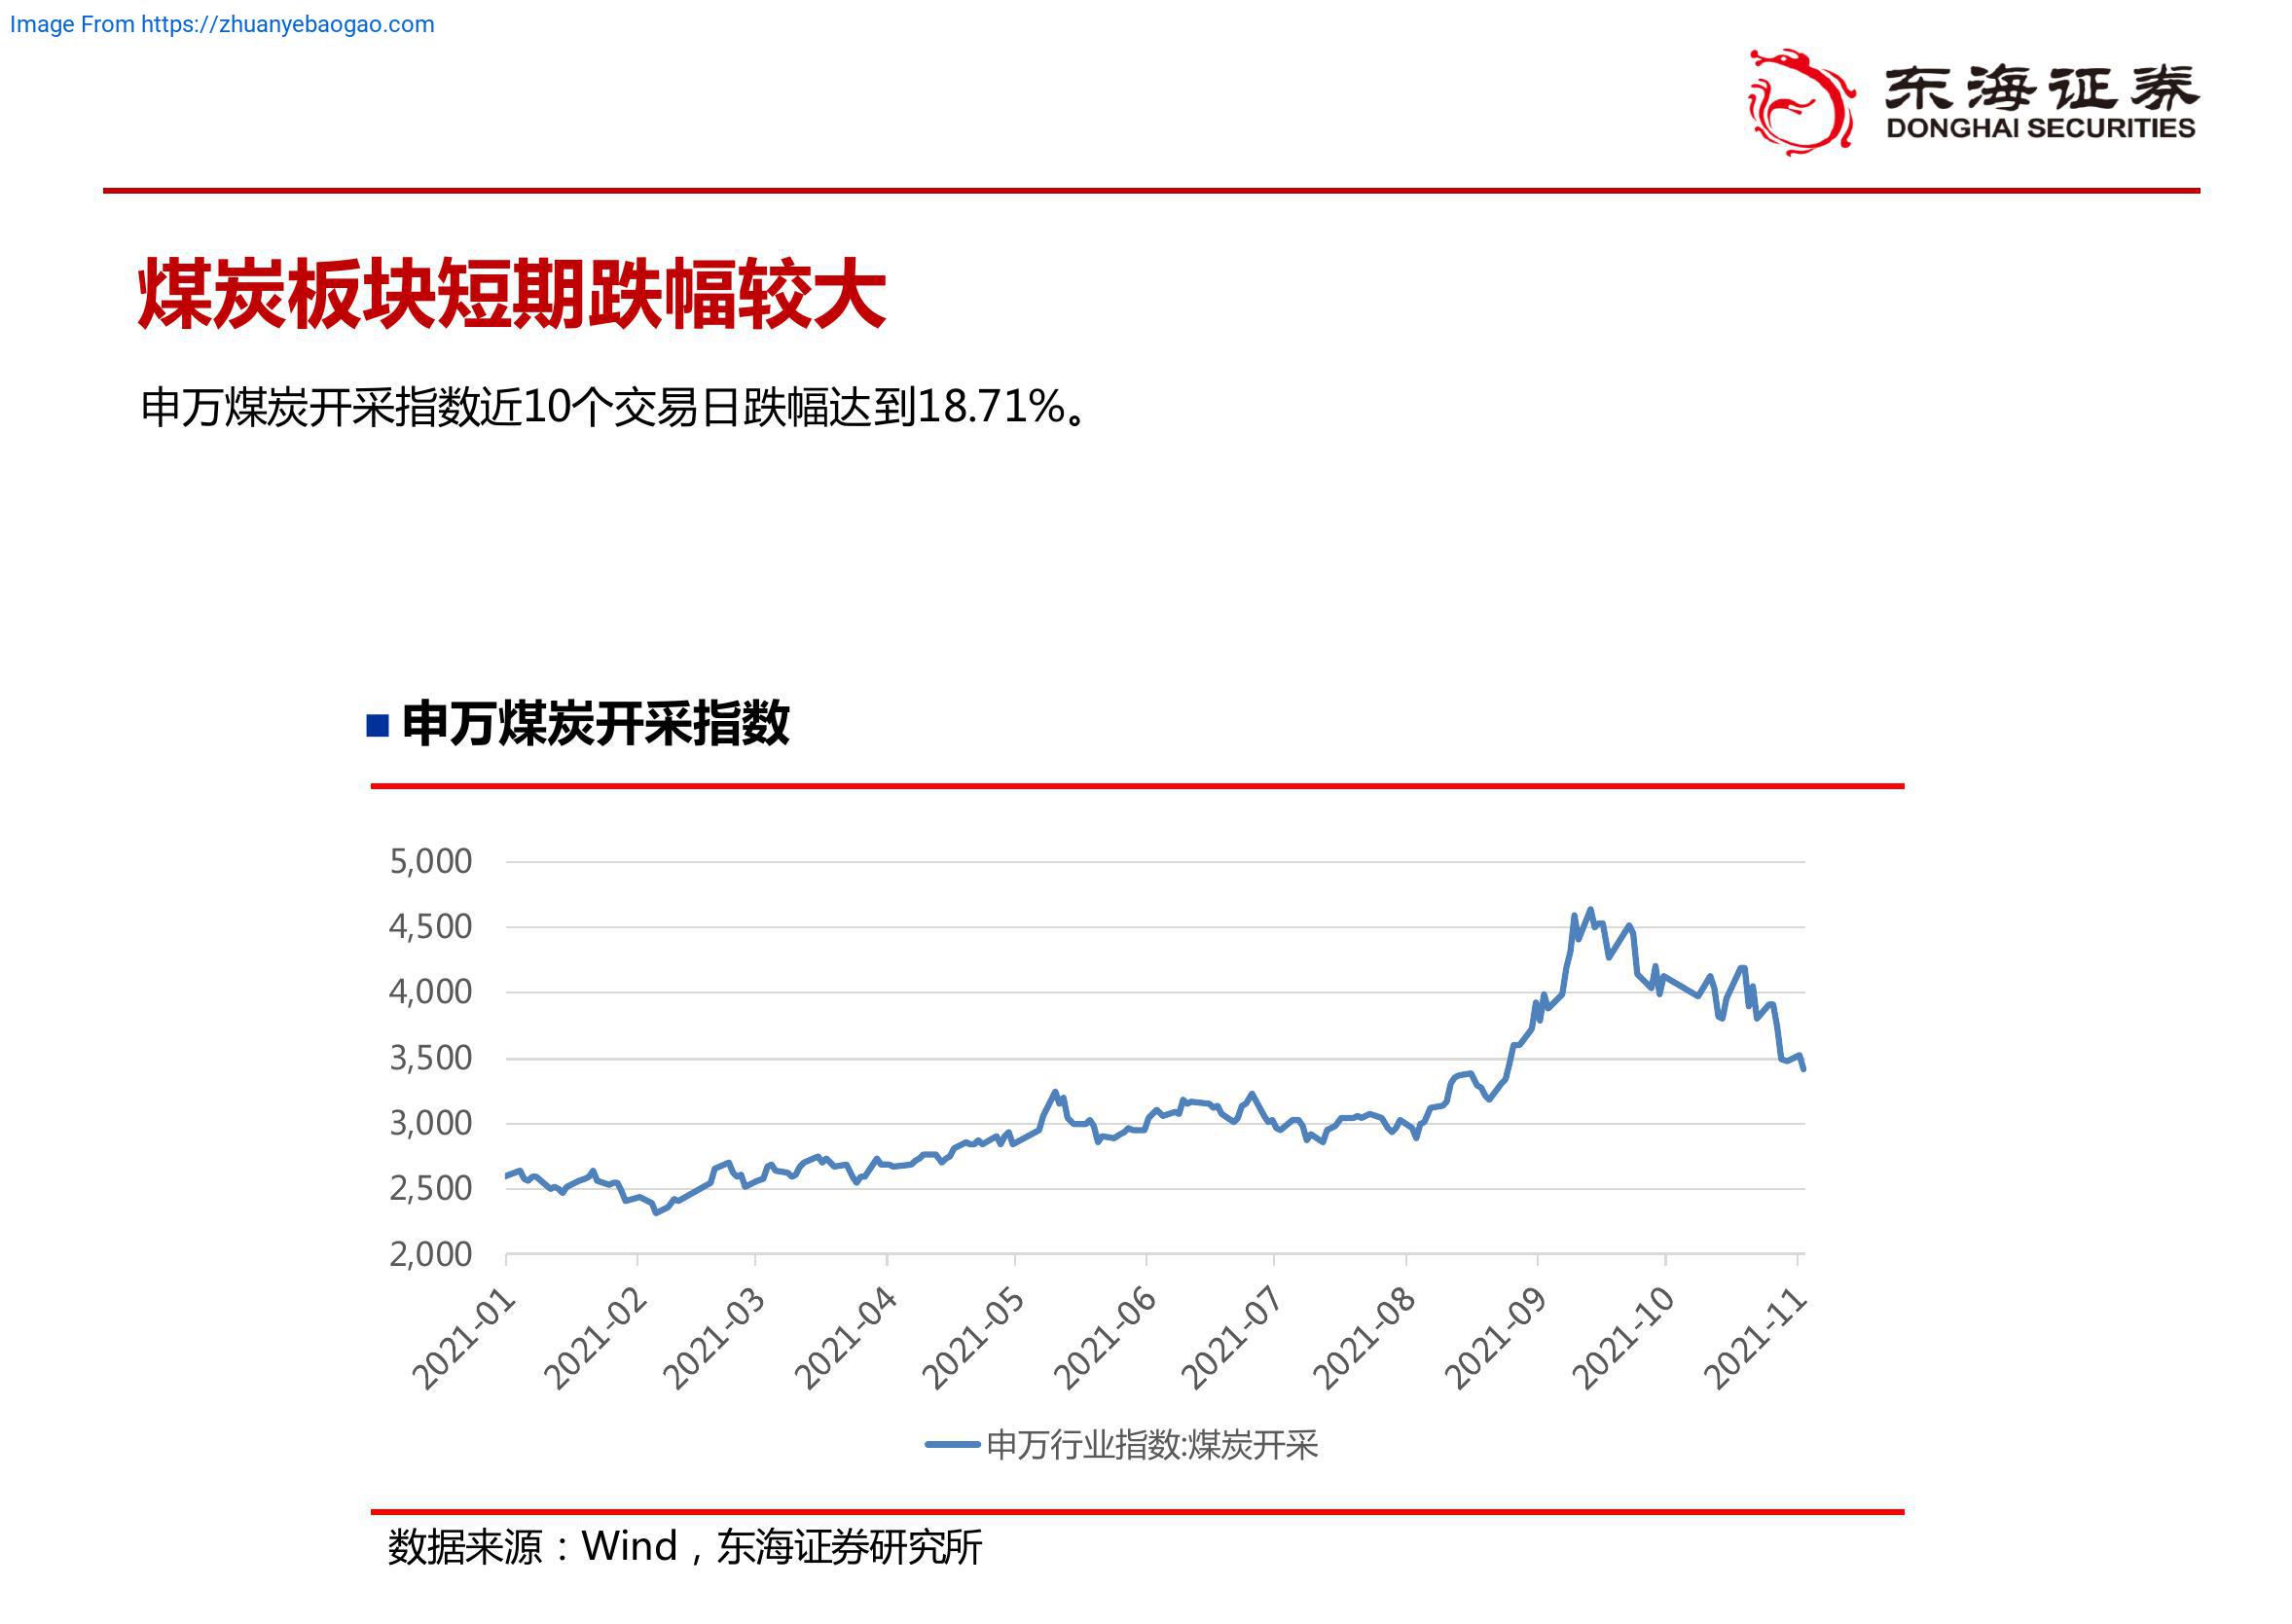 Image From https://zhuanyebaogao.com
东海证券
DONGHAI SECURITIES
煤炭板块短期跌幅较大
申万煤炭开采指数近10个交易日跌幅达到18.71%。
申万煤炭开采指数
5,000
4,500
4,000
3,500
3,000
2,500
2,000
2021-01
2021-02
2021-03
2021-04
2021-05
2021-06
2021-07
2021-08
2021-09
2021-10
2021-11
申万行业指数:煤炭开采
数据来源：Wind，东海证券研究所